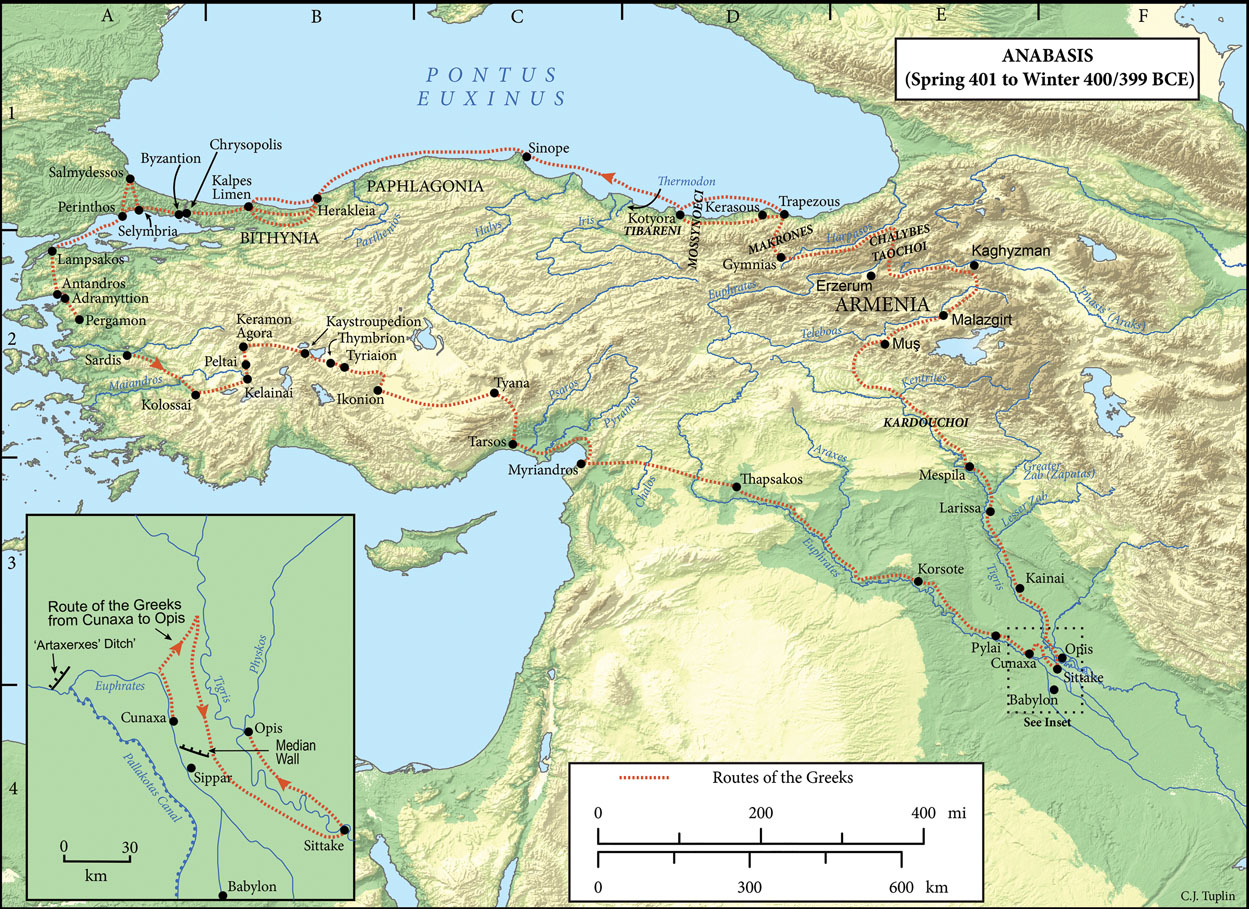 A
B
C
D
E
F
1
2
3
4
ANABASIS
(Spring 401 to Winter 400/399 BCE)
PONTUS
EUXINUS
Salmydessos
Byzantion
Chrysopolis
Kalpes
Limen
Perinthos
Selymbria
Herakleia
BITHYNIA
PAPHLAGONIA
Parthenios
Sinope
Halys
Iris
Thermodon
Kotyora
TIBARENI
MOSSYNOECI
Kerasous
Trapezous
MAKRONES
Gymnias
Harpasos
CHALYBES
TAOCHOI
Kaghyzman
Euphrates
Erzerum
ARMENIA
Phasis (Araks)
Malazgirt
Teleboas
Muş
Kentrites
KARDOUCHOI
Lampsakos
Antandros
Adramyttion
Pergamon
Sardis
Maiandros
Kolossai
Keramon
Agora
Peltai
Kelainai
Kaystroupedion
Thymbrion
Tyriaion
Ikonion
Tyana
Psaros
Pyramos
Tarsos
Myriandros
Chalos
Thapsakos
Araxes
Euphrates
Mespila
Greater
Zab (Zapatas)
Larissa
Lesser Zab
Tigris
Korsote
Kainai
Pylai
Cunaxa
Opis
Sittake
Babylon
See Inset
Route of the Greeks
from Cunaxa to Opis
'Artaxerxes' Ditch'
Euphrates
Tigris
Physkos
Cunaxa
Opis
Median
Wall
Sippar
Pallakotas Canal
Sittake
Babylon
0 30
km
Routes of the Greeks
0 200 400 mi
0 300 600 km
C.J. Tuplin